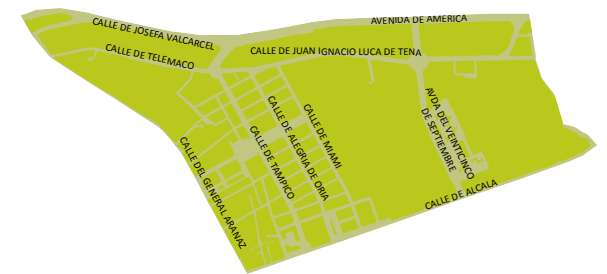 AVENIDA DE AMERICA
CALLE DE JOSEFA VALCARCEL
CALLE DE TELEMACO
CALLE DE JUAN IGNACIO LUCA DE TENA
CALLE DEL GENERAL ARANAZ
CALLE DE TAMPICO
CALLE DE ALEGRIA DE ORIA
CALLE DE MIAMI
AVDA DEL VEINTICINCO
DE SEPTIEMBRE
CALLE DE ALCALA